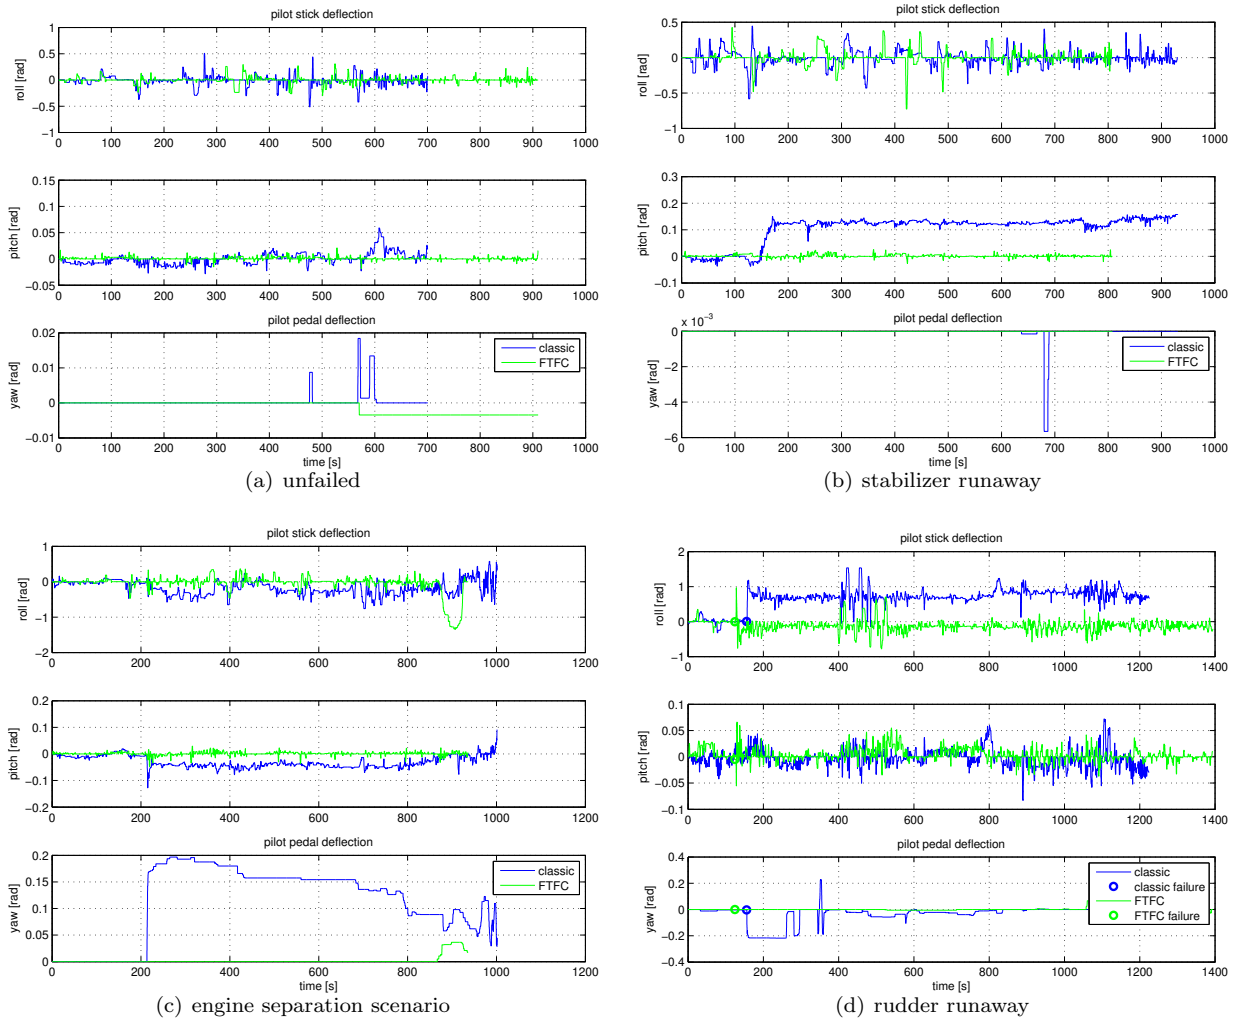 pilot stick deflection
1
0.5
0
−0.5
−1
roll [rad]
0 100 200 300 400 500 600 700 800 900 1000
0.15
0.1
0.05
0
−0.05
pitch [rad]
0 100 200 300 400 500 600 700 800 900 1000
pilot pedal deflection
0.02
0.01
0
−0.01
yaw [rad]
classic
FTFC
0 100 200 300 400 500 600 700 800 900 1000
time [s]
(a) unfailed
pilot stick deflection
0.5
0
−0.5
−1
roll [rad]
0 100 200 300 400 500 600 700 800 900 1000
0.3
0.2
0.1
0
−0.1
pitch [rad]
0 100 200 300 400 500 600 700 800 900 1000
x 10−3
pilot pedal deflection
0
−2
−4
−6
yaw [rad]
classic
FTFC
0 100 200 300 400 500 600 700 800 900 1000
time [s]
(b) stabilizer runaway
pilot stick deflection
1
0
−1
−2
roll [rad]
0 200 400 600 800 1000 1200
0.2
0.1
0
−0.1
−0.2
pitch [rad]
0 200 400 600 800 1000 1200
pilot pedal deflection
0.2
0.15
0.1
0.05
0
yaw [rad]
classic
FTFC
0 200 400 600 800 1000 1200
time [s]
(c) engine separation scenario
pilot stick deflection
2
1
0
−1
roll [rad]
0 200 400 600 800 1000 1200 1400
0.1
0.05
0
−0.05
−0.1
pitch [rad]
0 200 400 600 800 1000 1200 1400
pilot pedal deflection
0.4
0.2
0
−0.2
−0.4
yaw [rad]
classic
classic failure
FTFC
FTFC failure
0 200 400 600 800 1000 1200 1400
time [s]
(d) rudder runaway